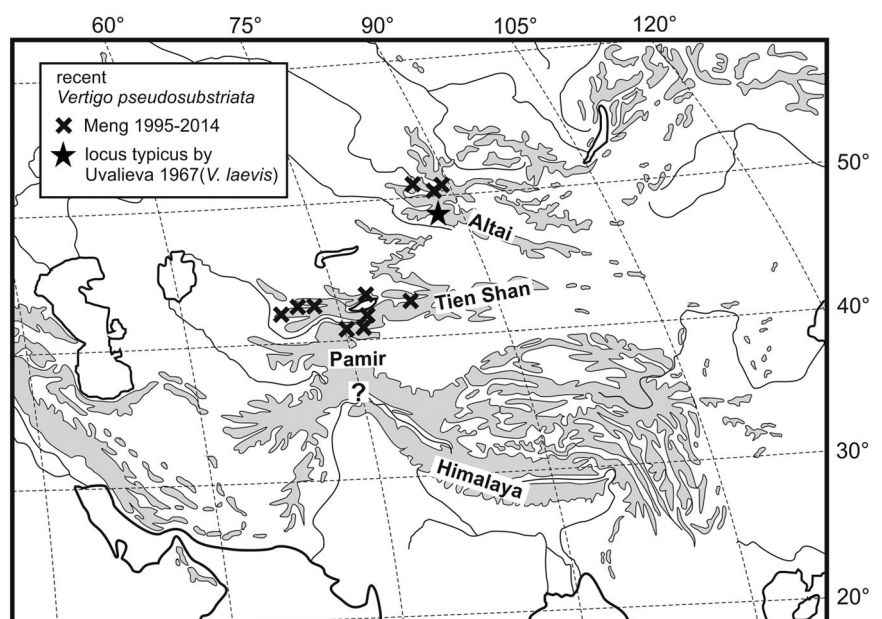 60° 75° 90° 105° 120°
recent
Vertigo pseudosubstriata
Meng 1995-2014
locus typicus by
Uvalieva 1967(V. laevis)
50°
Altai
Tien Shan
40°
Pamir
?
Himalaya
30°
20°